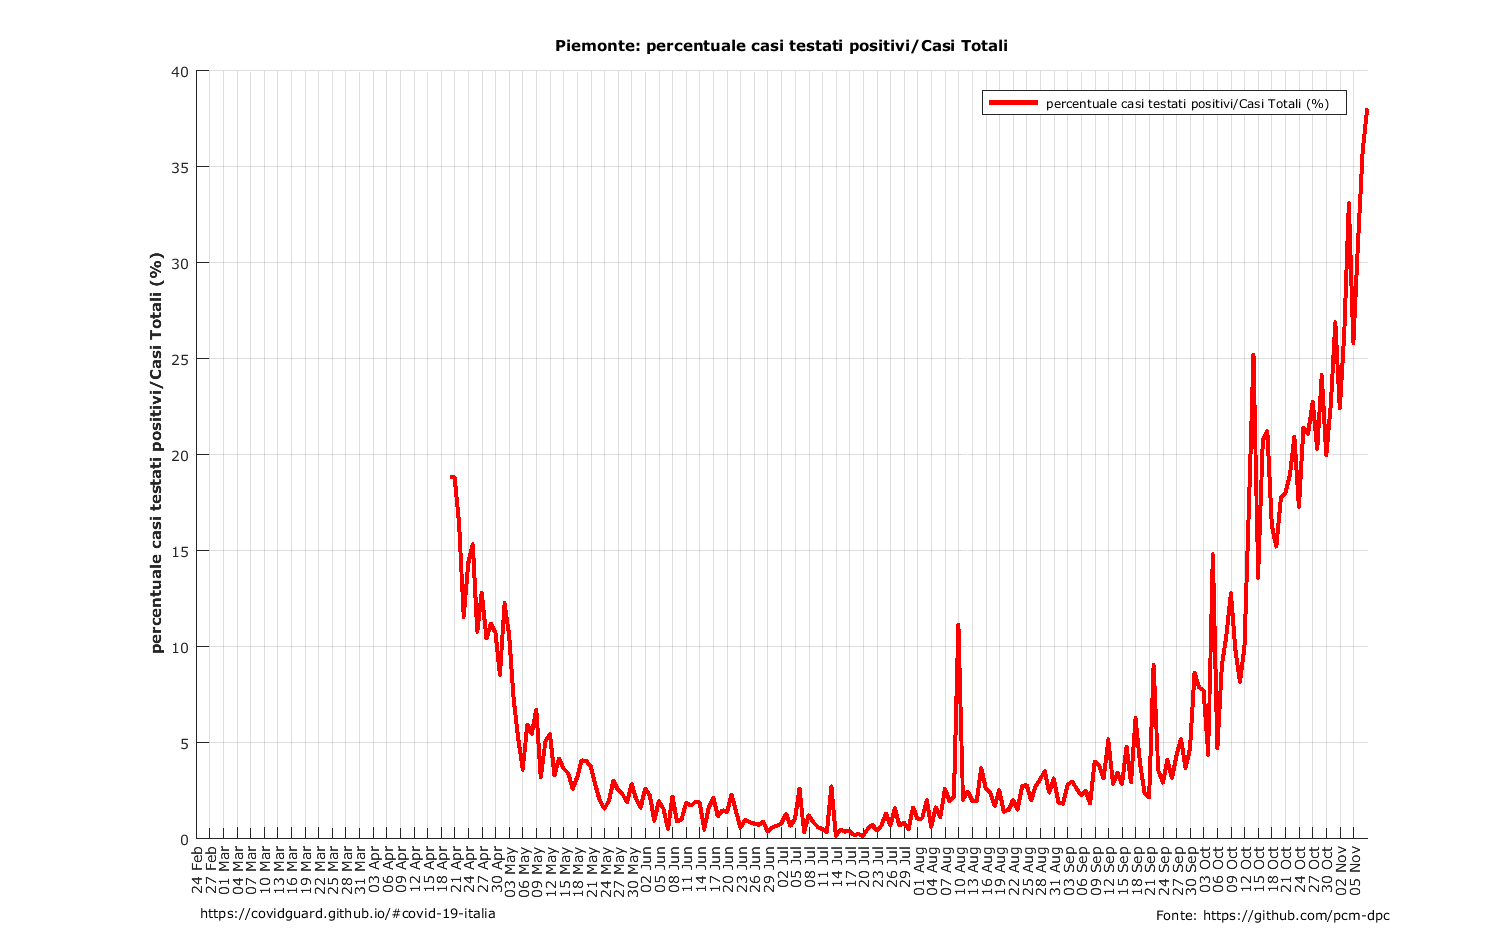 Piemonte: percentuale casi testati positivi/Casi Totali
percentuale casi testati positivi/Casi Totali (%)
percentuale casi testati positivi/Casi Totali (%)
40
35
30
25
20
15
10
5
0
24 Feb
27 Feb
01 Mar
04 Mar
07 Mar
10 Mar
13 Mar
16 Mar
19 Mar
22 Mar
25 Mar
28 Mar
31 Mar
03 Apr
06 Apr
09 Apr
12 Apr
15 Apr
18 Apr
21 Apr
24 Apr
27 Apr
30 Apr
03 May
06 May
09 May
12 May
15 May
18 May
21 May
24 May
27 May
30 May
02 Jun
05 Jun
08 Jun
11 Jun
14 Jun
17 Jun
20 Jun
23 Jun
26 Jun
29 Jun
02 Jul
05 Jul
08 Jul
11 Jul
14 Jul
17 Jul
20 Jul
23 Jul
26 Jul
29 Jul
01 Aug
04 Aug
07 Aug
10 Aug
13 Aug
16 Aug
19 Aug
22 Aug
25 Aug
28 Aug
31 Aug
03 Sep
06 Sep
09 Sep
12 Sep
15 Sep
18 Sep
21 Sep
24 Sep
27 Sep
30 Sep
03 Oct
06 Oct
09 Oct
12 Oct
15 Oct
18 Oct
21 Oct
24 Oct
27 Oct
30 Oct
02 Nov
05 Nov
https://covidguard.github.io/#covid-19-italia
Fonte: https://github.com/pcm-dpc